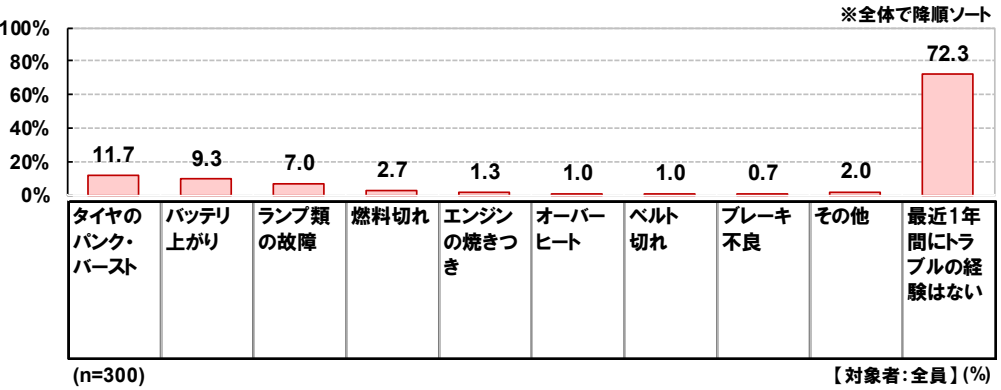 ※全体で降順ソート
100%
80%
60%
40%
20%
0%
11.7
9.3
7.0
2.7
1.3
1.0
1.0
0.7
2.0
72.3
タイヤの
パンク・
バースト
バッテリ
上がり
ランプ類
の故障
燃料切れ
エンジン
の焼きつ
き
オーバー
ヒート
ベルト
切れ
ブレーキ
不良
その他
最近1年
間にトラ
ブルの経
験はない
(n=300)
【対象者:全員】(%)